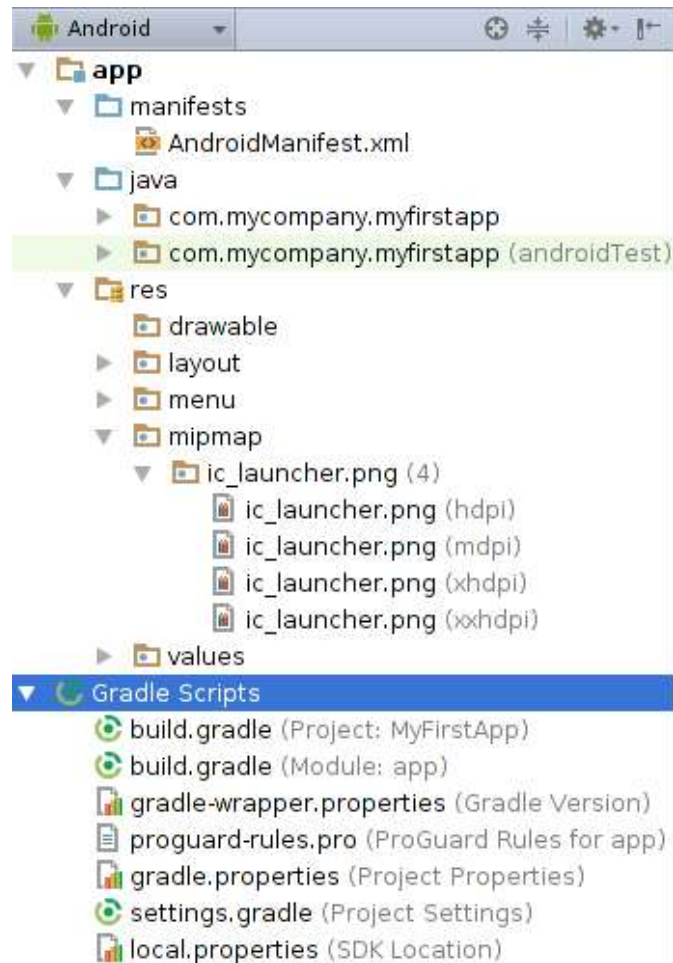 Android
app
manifests
AndroidManifest.xml
java
com.mycompany.myfirstapp
com.mycompany.myfirstapp (androidTest)
res
drawable
layout
menu
mipmap
ic_launcher.png (4)
ic_launcher.png (hdpi)
ic_launcher.png (mdpi)
ic_launcher.png (xhdpi)
ic_launcher.png (xxhdpi)
values
Gradle Scripts
build.gradle (Project: MyFirstApp)
build.gradle (Module: app)
gradle-wrapper.properties (Gradle Version)
proguard-rules.pro (ProGuard Rules for app)
gradle.properties (Project Properties)
settings.gradle (Project Settings)
local.properties (SDK Location)